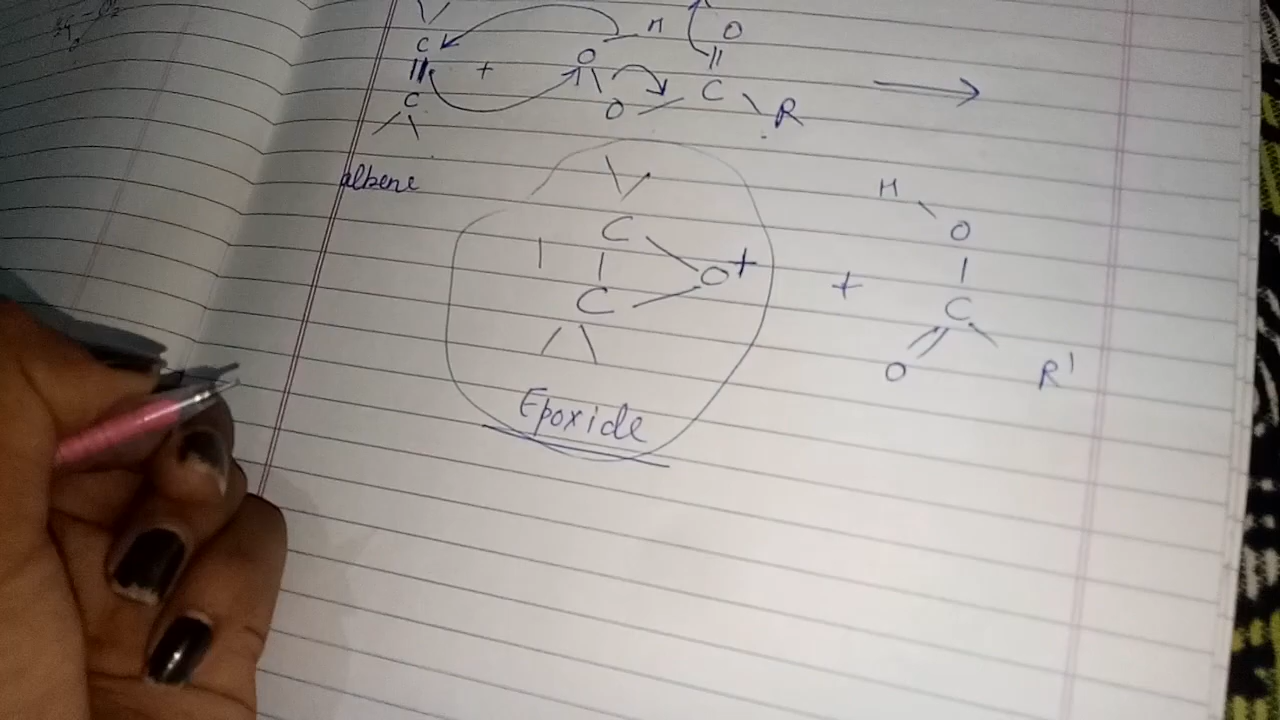 H O
C O
+
C O C R
alkene
H
C O
O+ +
C C
O R'
Epoxide